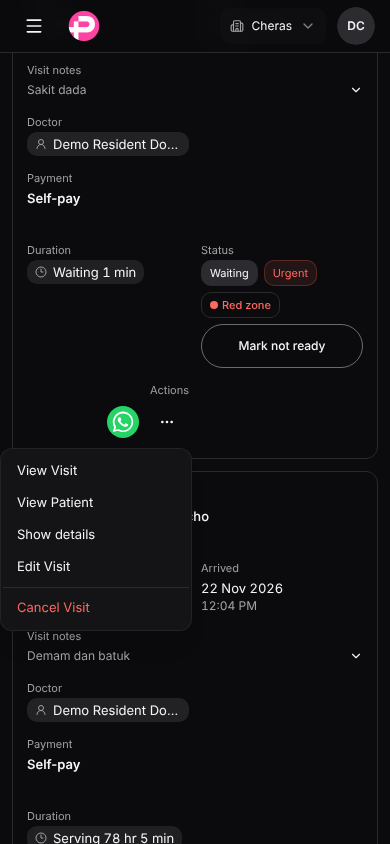 Cheras
DC
Visit notes
Sakit dada
Doctor
Demo Resident Do...
Payment
Self-pay
Duration
Status
Waiting 1 min
Waiting
Urgent
Red zone
Mark not ready
Actions
View Visit
View Patient
Show details
Edit Visit
Cancel Visit
Arrived
22 Nov 2026
12:04 PM
Visit notes
Demam dan batuk
Doctor
Demo Resident Do...
Payment
Self-pay
Duration
Serving 78 hr 5 min